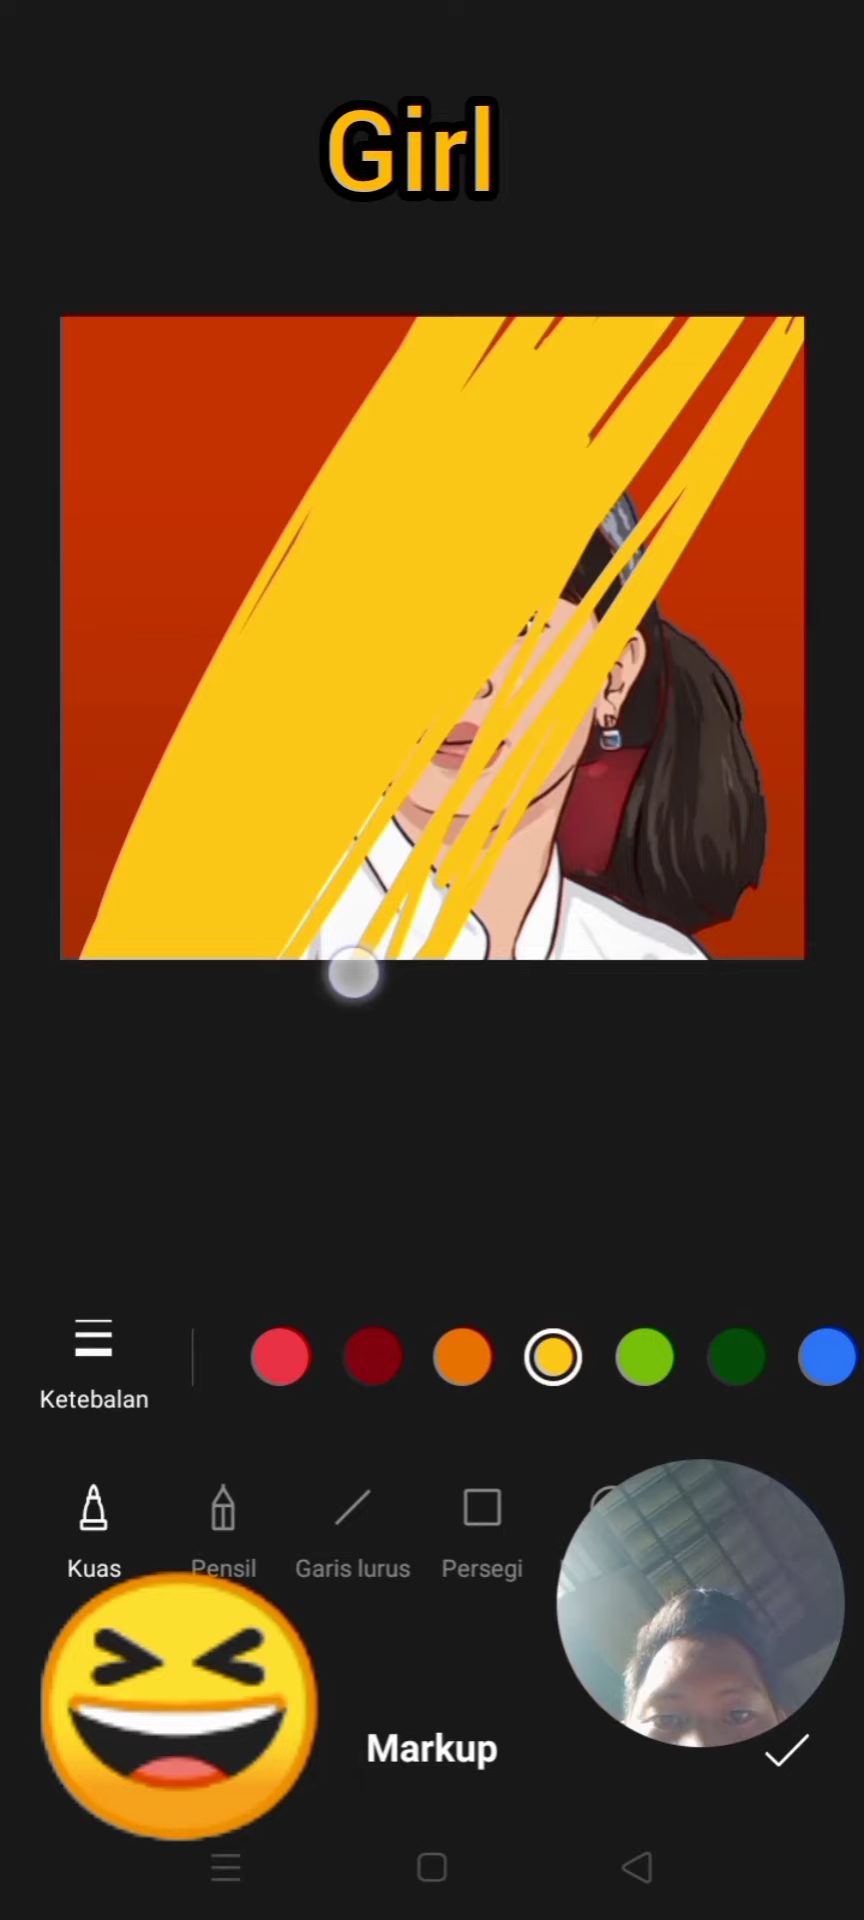 Girl
Ketebalan
Kuas
Pensil
Garis lurus
Persegi
Markup